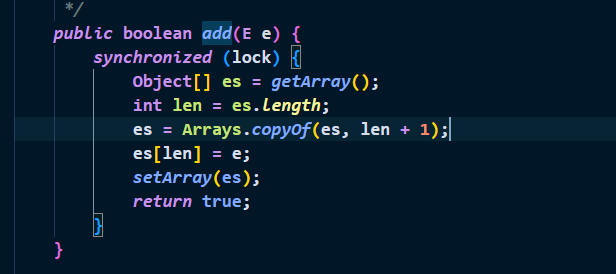 */
public boolean add(E e) {
synchronized (lock) {
Object[] es = getArray();
int len = es.length;
es = Arrays.copyOf(es, len + 1);
es[len] = e;
setArray(es);
return true;
}
}